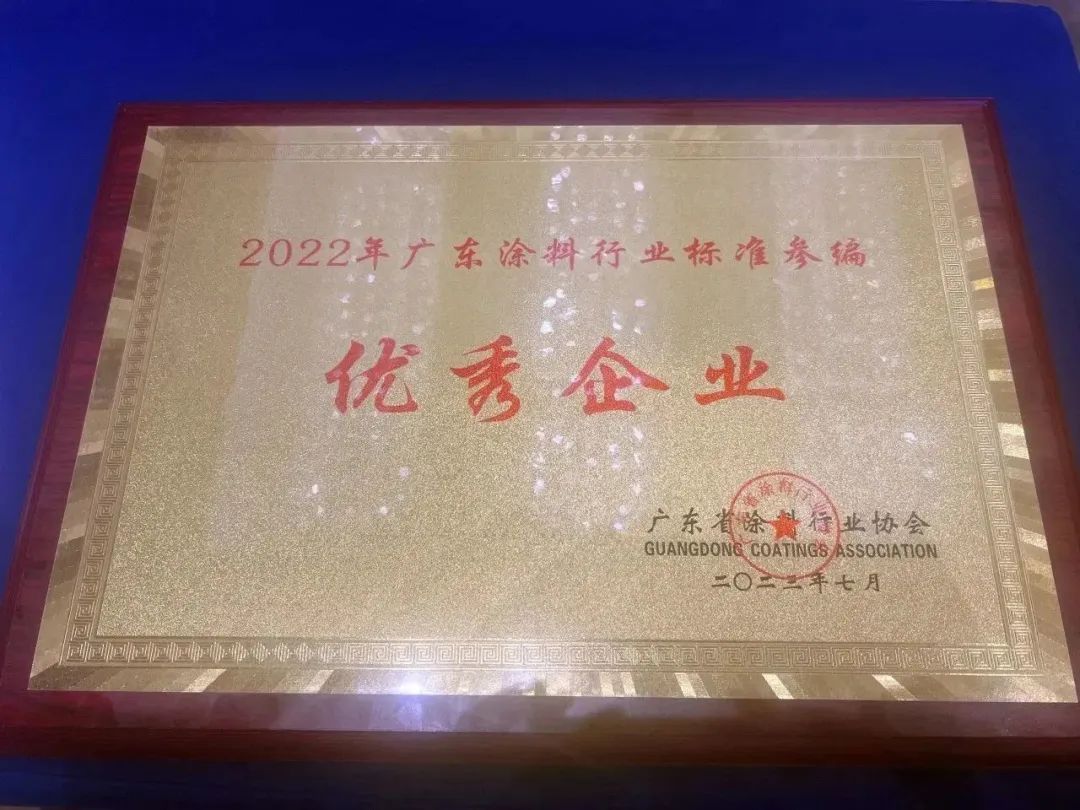 2022年广东涂料行业标准参编
优秀企业
广东省涂料行业协会
GUANGDONG COATINGS ASSOCIATION
二〇二三年七月